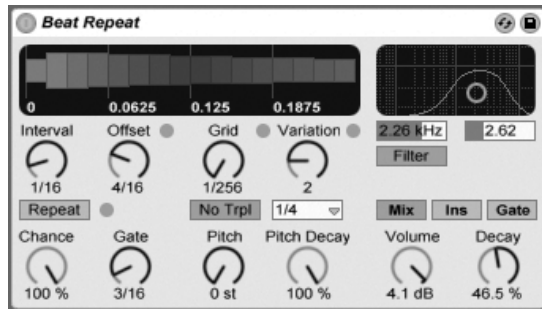 Beat Repeat
0 0.0625 0.125 0.1875
2.26 kHz 2.62
Filter
Interval Offset Grid Variation
1/16 4/16 1/256 2
Repeat No Trpl 1/4 Mix Ins Gate
Chance Gate Pitch Pitch Decay Volume Decay
100 % 3/16 0 st 100 % 4.1 dB 46.5 %